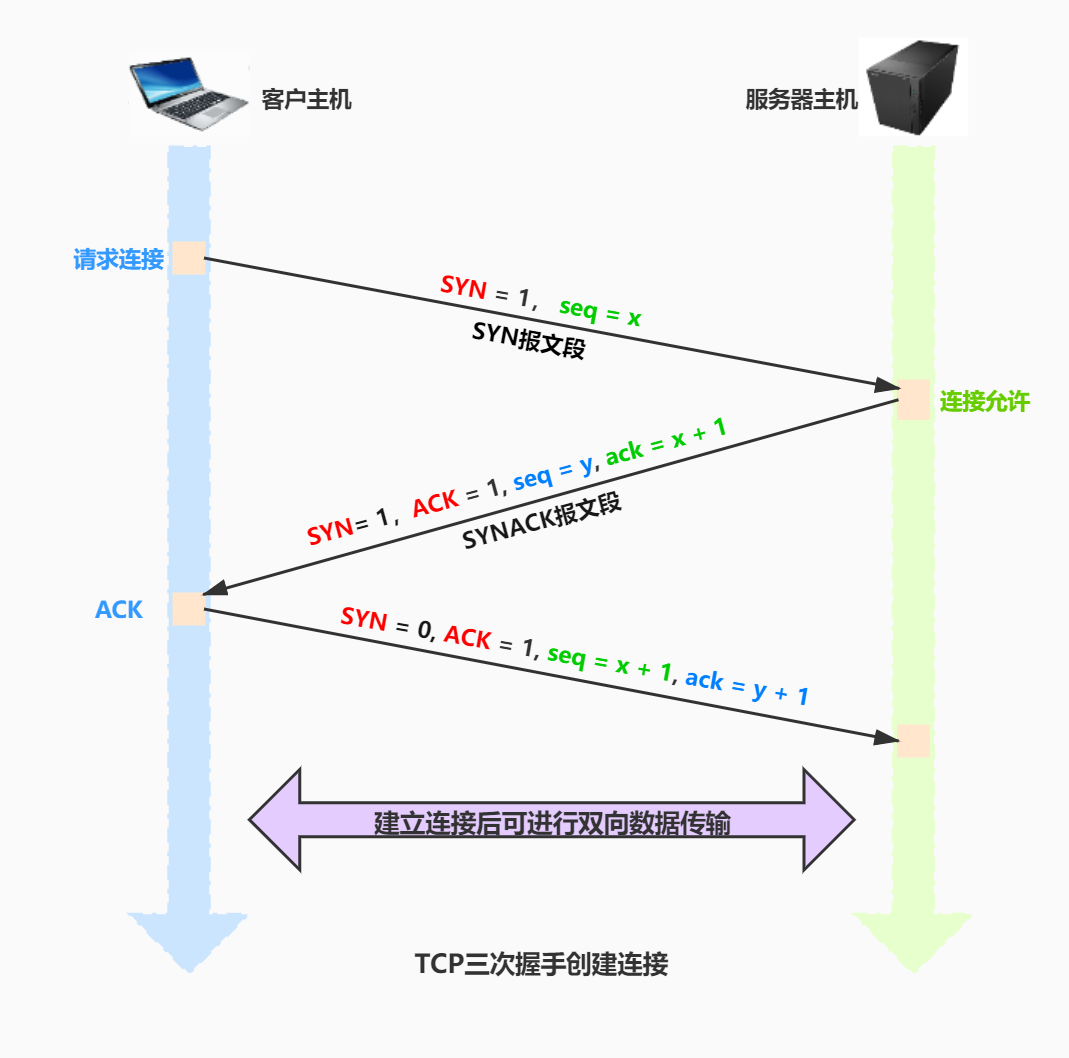 客户主机
服务器主机
请求连接
SYN = 1, seq = x
SYN报文段
连接允许
SYN= 1, ACK = 1, seq = y, ack = x + 1
SYNACK报文段
ACK
SYN = 0, ACK = 1, seq = x + 1, ack = y + 1
建立连接后可进行双向数据传输
TCP三次握手创建连接